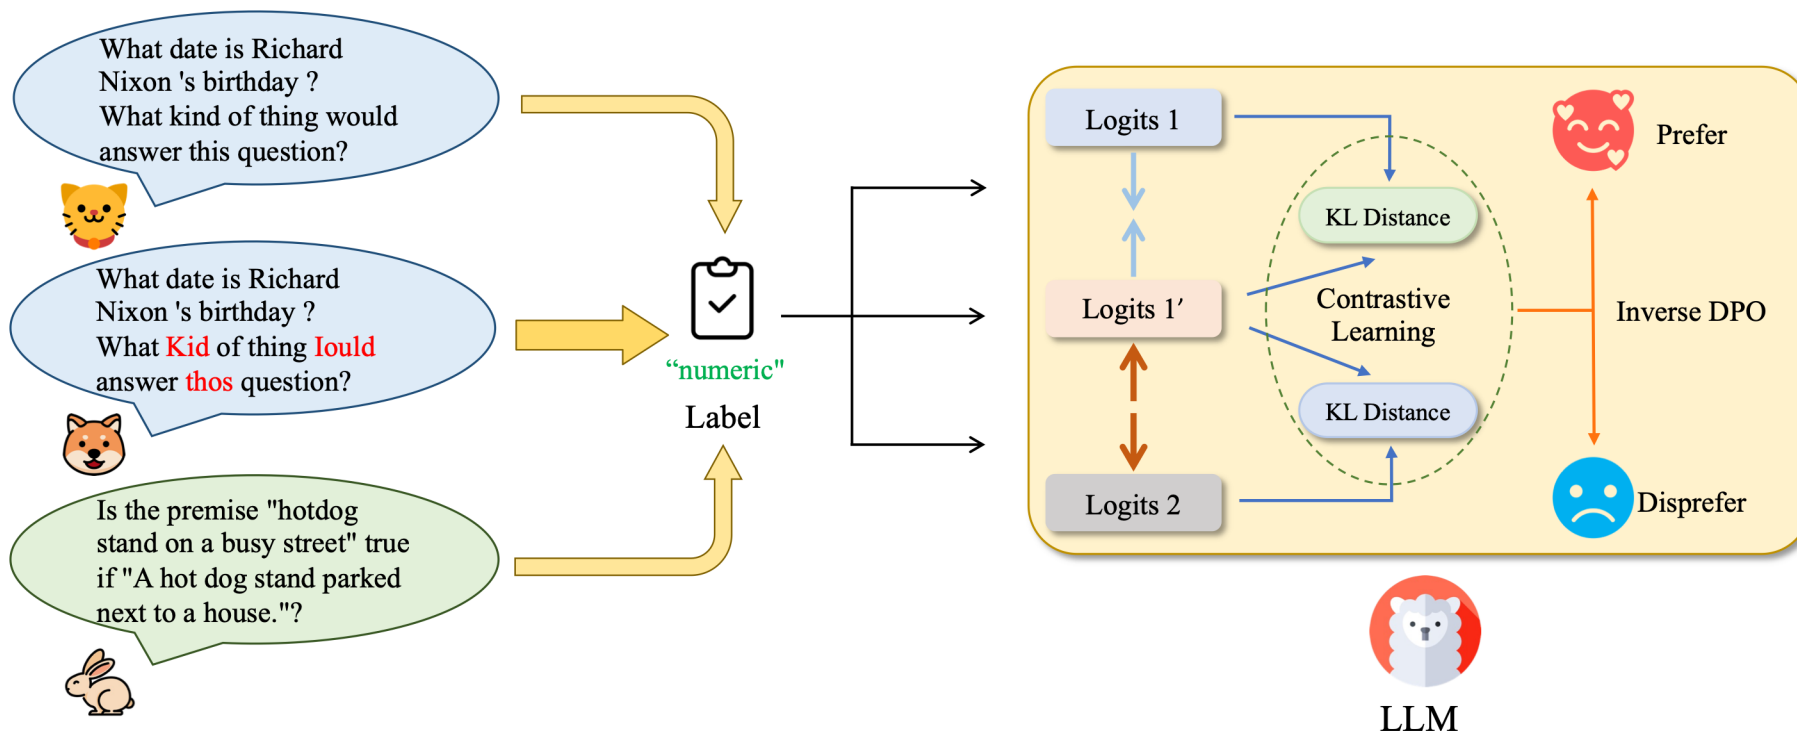 What date is Richard
Nixon 's birthday ?
What kind of thing would
answer this question?
What date is Richard
Nixon 's birthday ?
What Kid of thing Iould
answer thos question?
Is the premise "hotdog
stand on a busy street" true
if "A hot dog stand parked
next to a house."?
“numeric"
Label
Logits 1
Logits 1′
Logits 2
KL Distance
Contrastive
Learning
KL Distance
Prefer
Inverse DPO
Disprefer
LLM